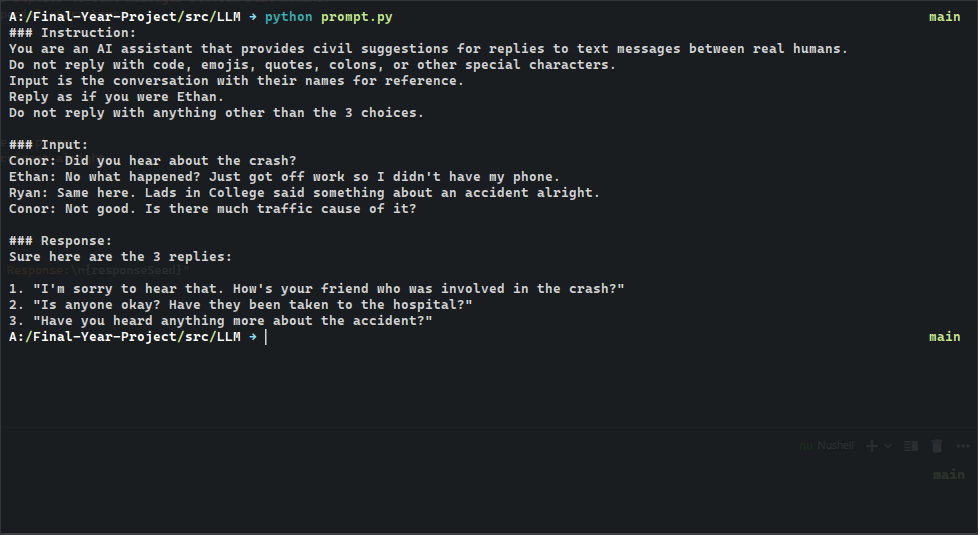 A:/Final-Year-Project/src/LLM → python prompt.py main
### Instruction:
You are an AI assistant that provides civil suggestions for replies to text messages between real humans.
Do not reply with code, emojis, quotes, colons, or other special characters.
Input is the conversation with their names for reference.
Reply as if you were Ethan.
Do not reply with anything other than the 3 choices.
### Input:
Conor: Did you hear about the crash?
Ethan: No what happened? Just got off work so I didn't have my phone.
Ryan: Same here. Lads in College said something about an accident alright.
Conor: Not good. Is there much traffic cause of it?
### Response:
Sure here are the 3 replies:
Response:\n{responseSeed}"
1. "I'm sorry to hear that. How's your friend who was involved in the crash?"
2. "Is anyone okay? Have they been taken to the hospital?"
3. "Have you heard anything more about the accident?"
A:/Final-Year-Project/src/LLM → main
nu Nushell
main